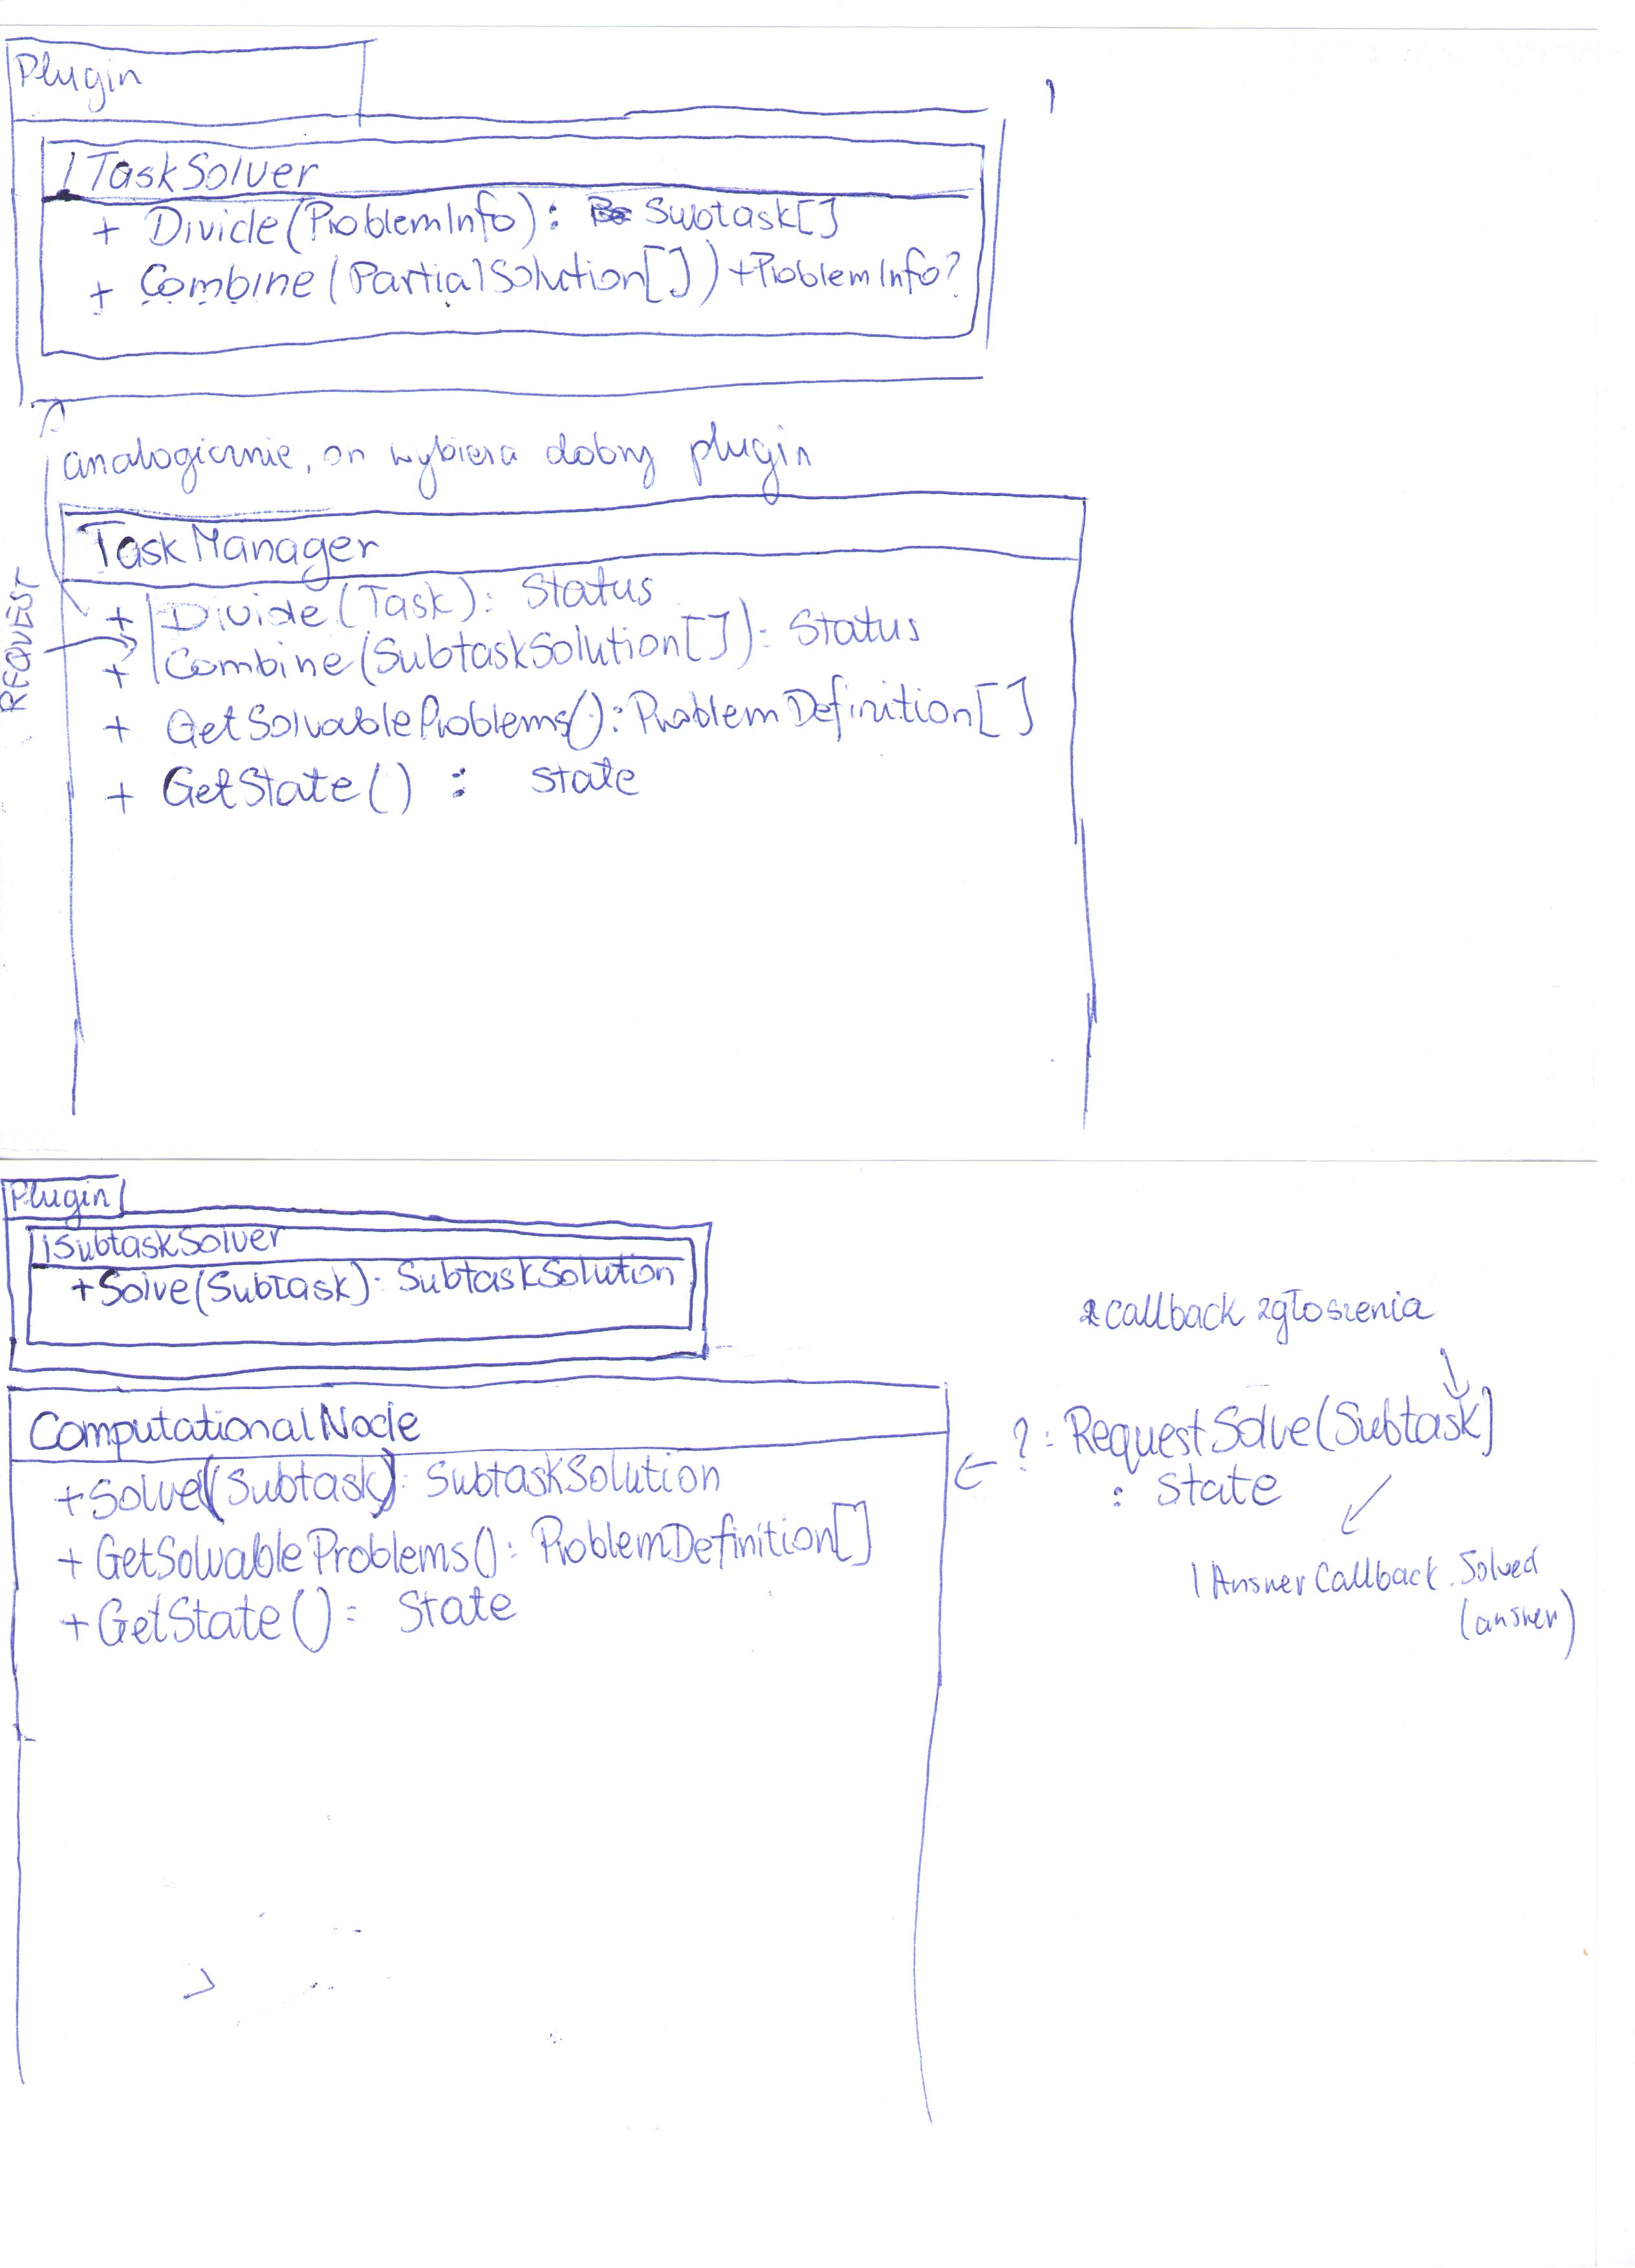 Plugin
ITaskSolver
+ Divide(ProblemInfo): Subtask[]
+ Combine(PartialSolution[]) + ProblemInfo?
analogicznie, on wybiera dobry plugin
TaskManager
+ Divide(Task): Status
+ Combine(SubtaskSolution[]): Status
+ GetSolvableProblems(): ProblemDefinition[]
+ GetState() : State
REQUEST
Plugin
ISubtaskSolver
+Solve(Subtask): SubtaskSolution
ComputationalNode
+Solve(Subtask): SubtaskSolution
+ GetSolvableProblems(): ProblemDefinition[]
+ GetState(): State
callback zgłoszenia
?: RequestSolve(Subtask)
: State
IAnswerCallback.Solved
(answer)